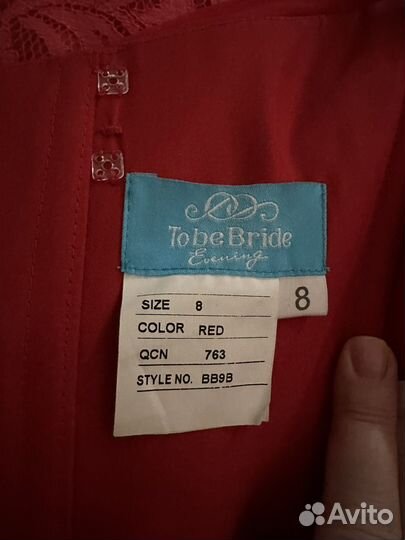 To be Bride
Evening
8
SIZE 8
COLOR RED
QCN 763
STYLE NO. BB9B
Avito